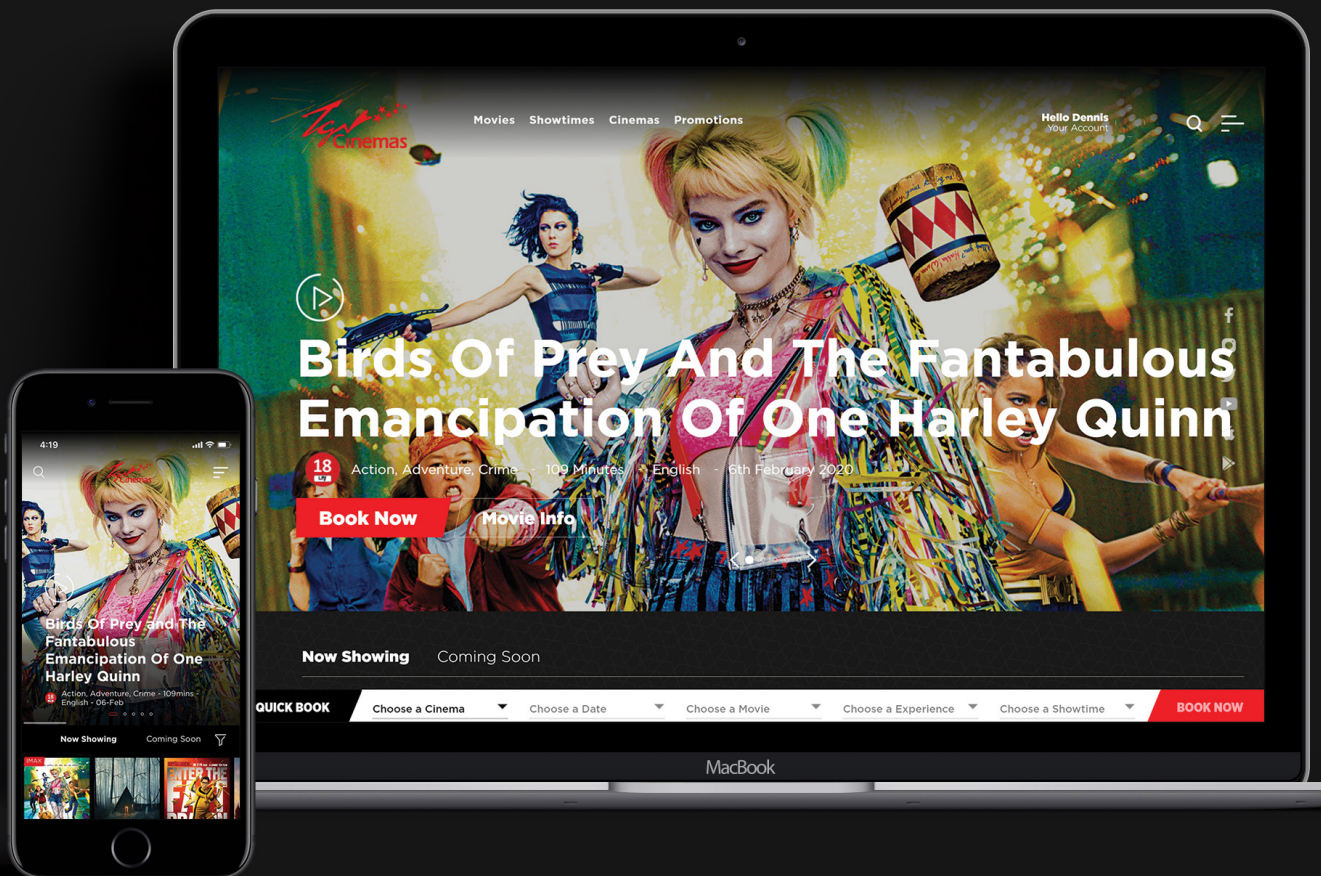 TGV
Cinemas
Movies Showtimes Cinemas Promotions
Hello Dennis
Your Account
Birds Of Prey And The Fantabulous
Emancipation Of One Harley Quinn
18
Action, Adventure, Crime - 109 Minutes - English - 6th February 2020
Book Now
Movie Info
Now Showing Coming Soon
QUICK BOOK
Choose a Cinema
Choose a Date
Choose a Movie
Choose a Experience
Choose a Showtime
BOOK NOW
MacBook
4:19
Cinemas
Birds Of Prey and The
Fantabulous
Emancipation Of One
Harley Quinn
18
Action, Adventure, Crime - 109mins -
English - 06-Feb
Now Showing Coming Soon
IMAX
ENTER THE